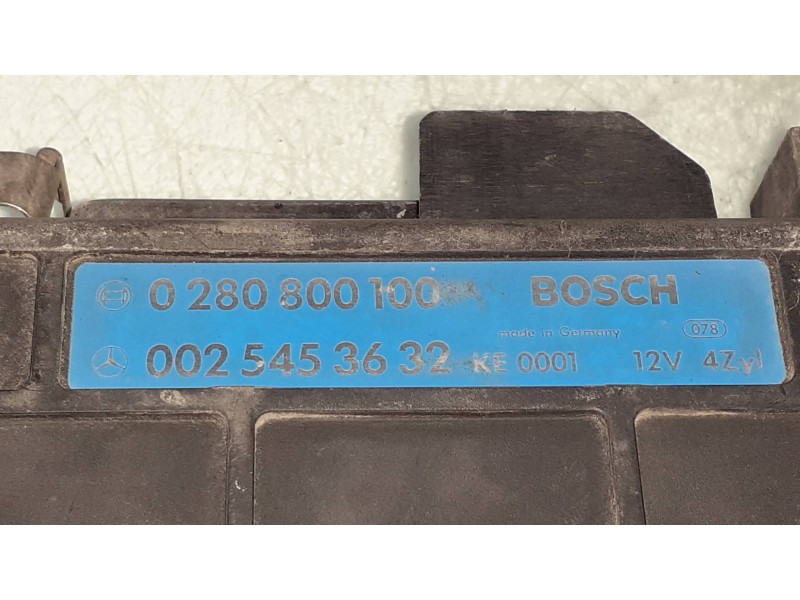 0 280 800 100 BOSCH
made in Germany 078
002 545 36 32 KE 0001 12V 4Zyl